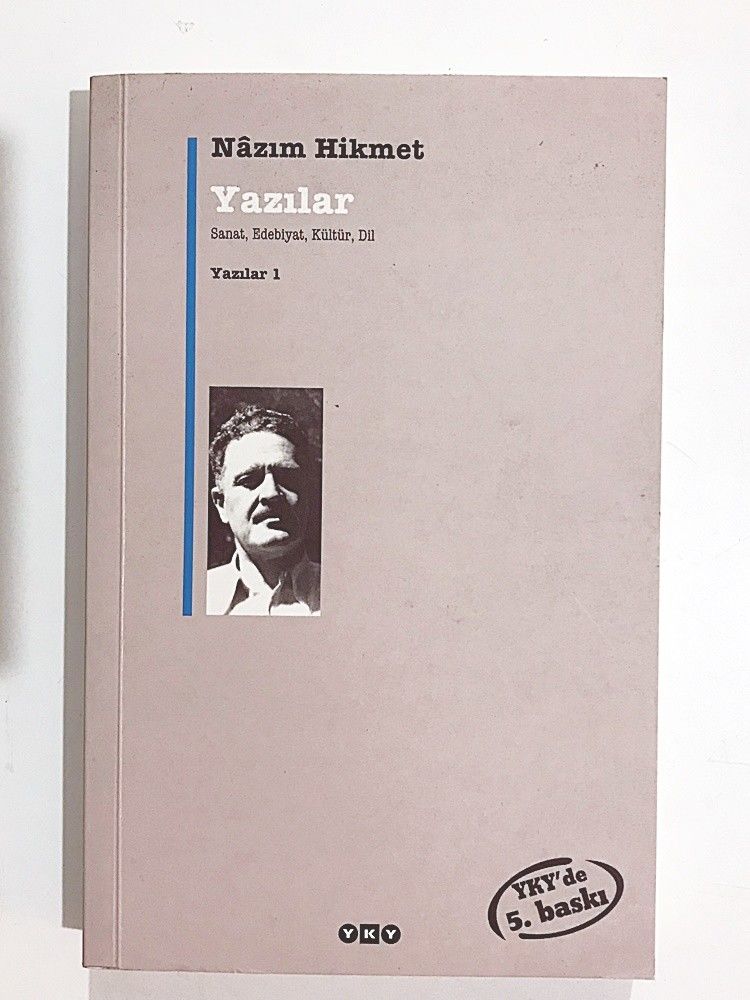 Nâzım Hikmet
Yazılar
Sanat, Edebiyat, Kültür, Dil
Yazılar 1
YKY'de
5. baskı
YKY